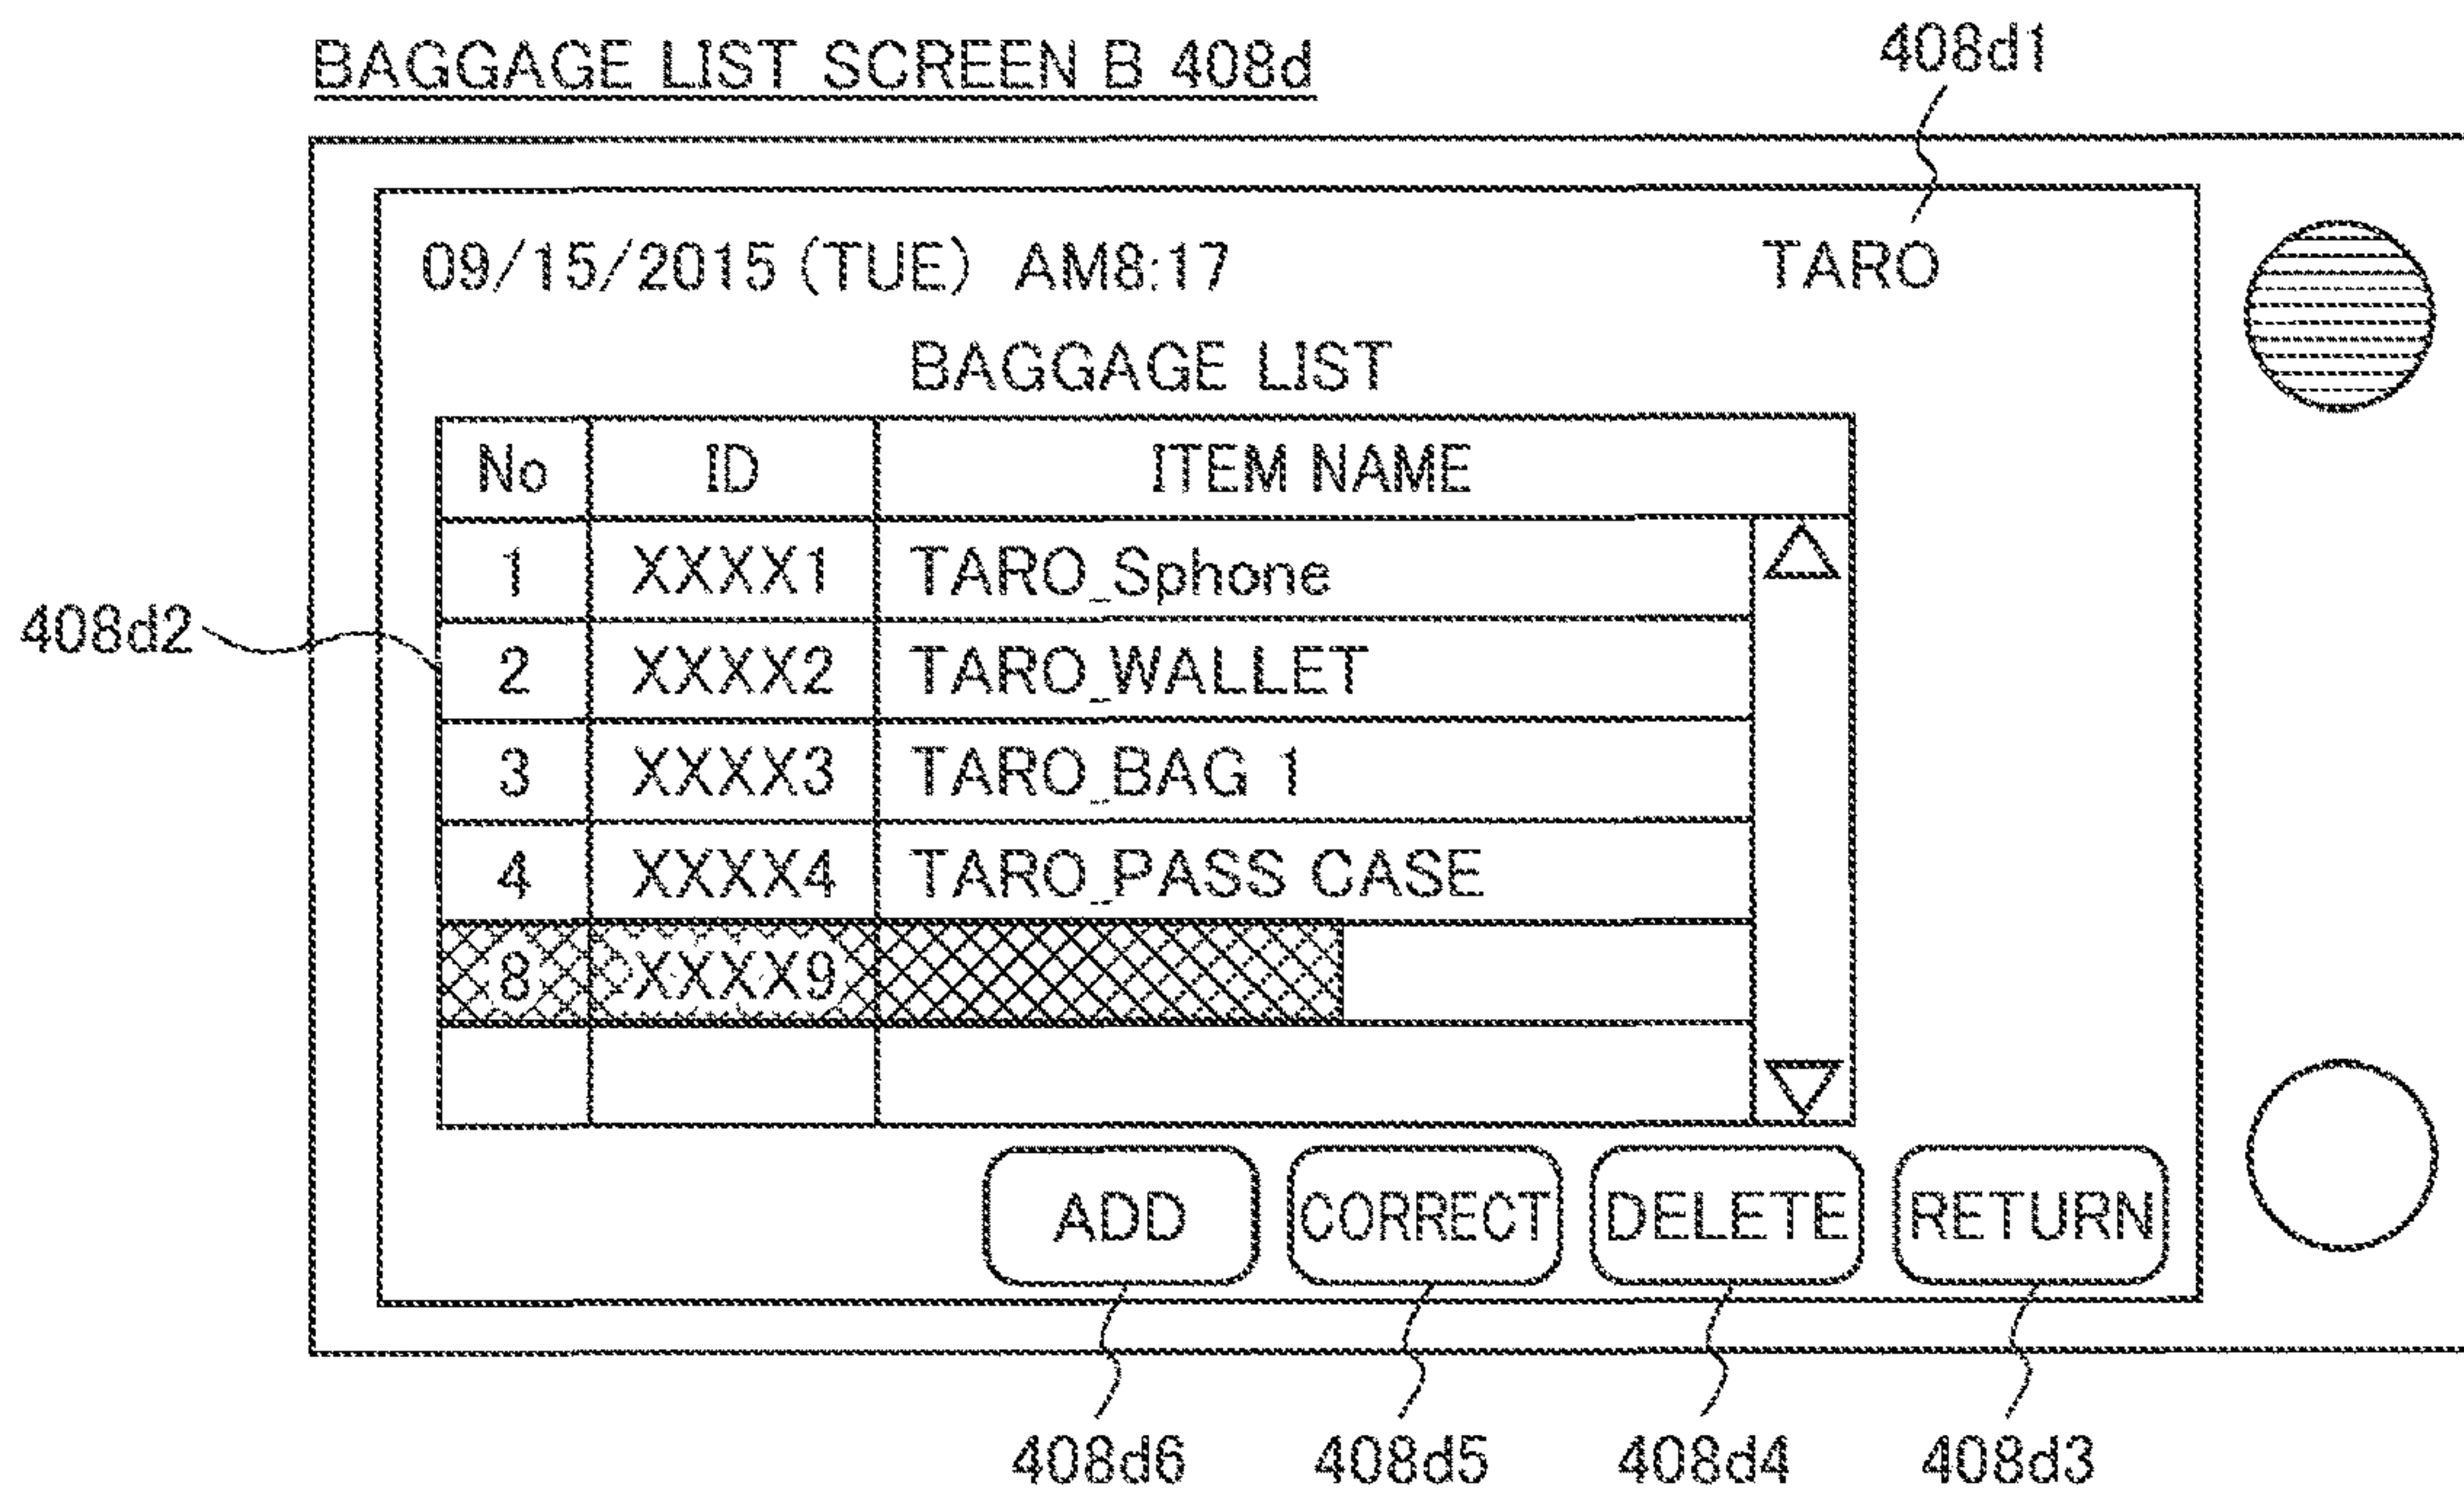 BAGGAGE LIST SCREEN B 408d
408d1
09/15/2015 (TUE) AM8:17
TARO
BAGGAGE LIST
No ID ITEM NAME
1 XXXX1 TARO_Sphone
408d2
2 XXXX2 TARO_WALLET
3 XXXX3 TARO_BAG 1
4 XXXX4 TARO_PASS CASE
8 XXXX9
ADD CORRECT DELETE RETURN
408d6 408d5 408d4 408d3